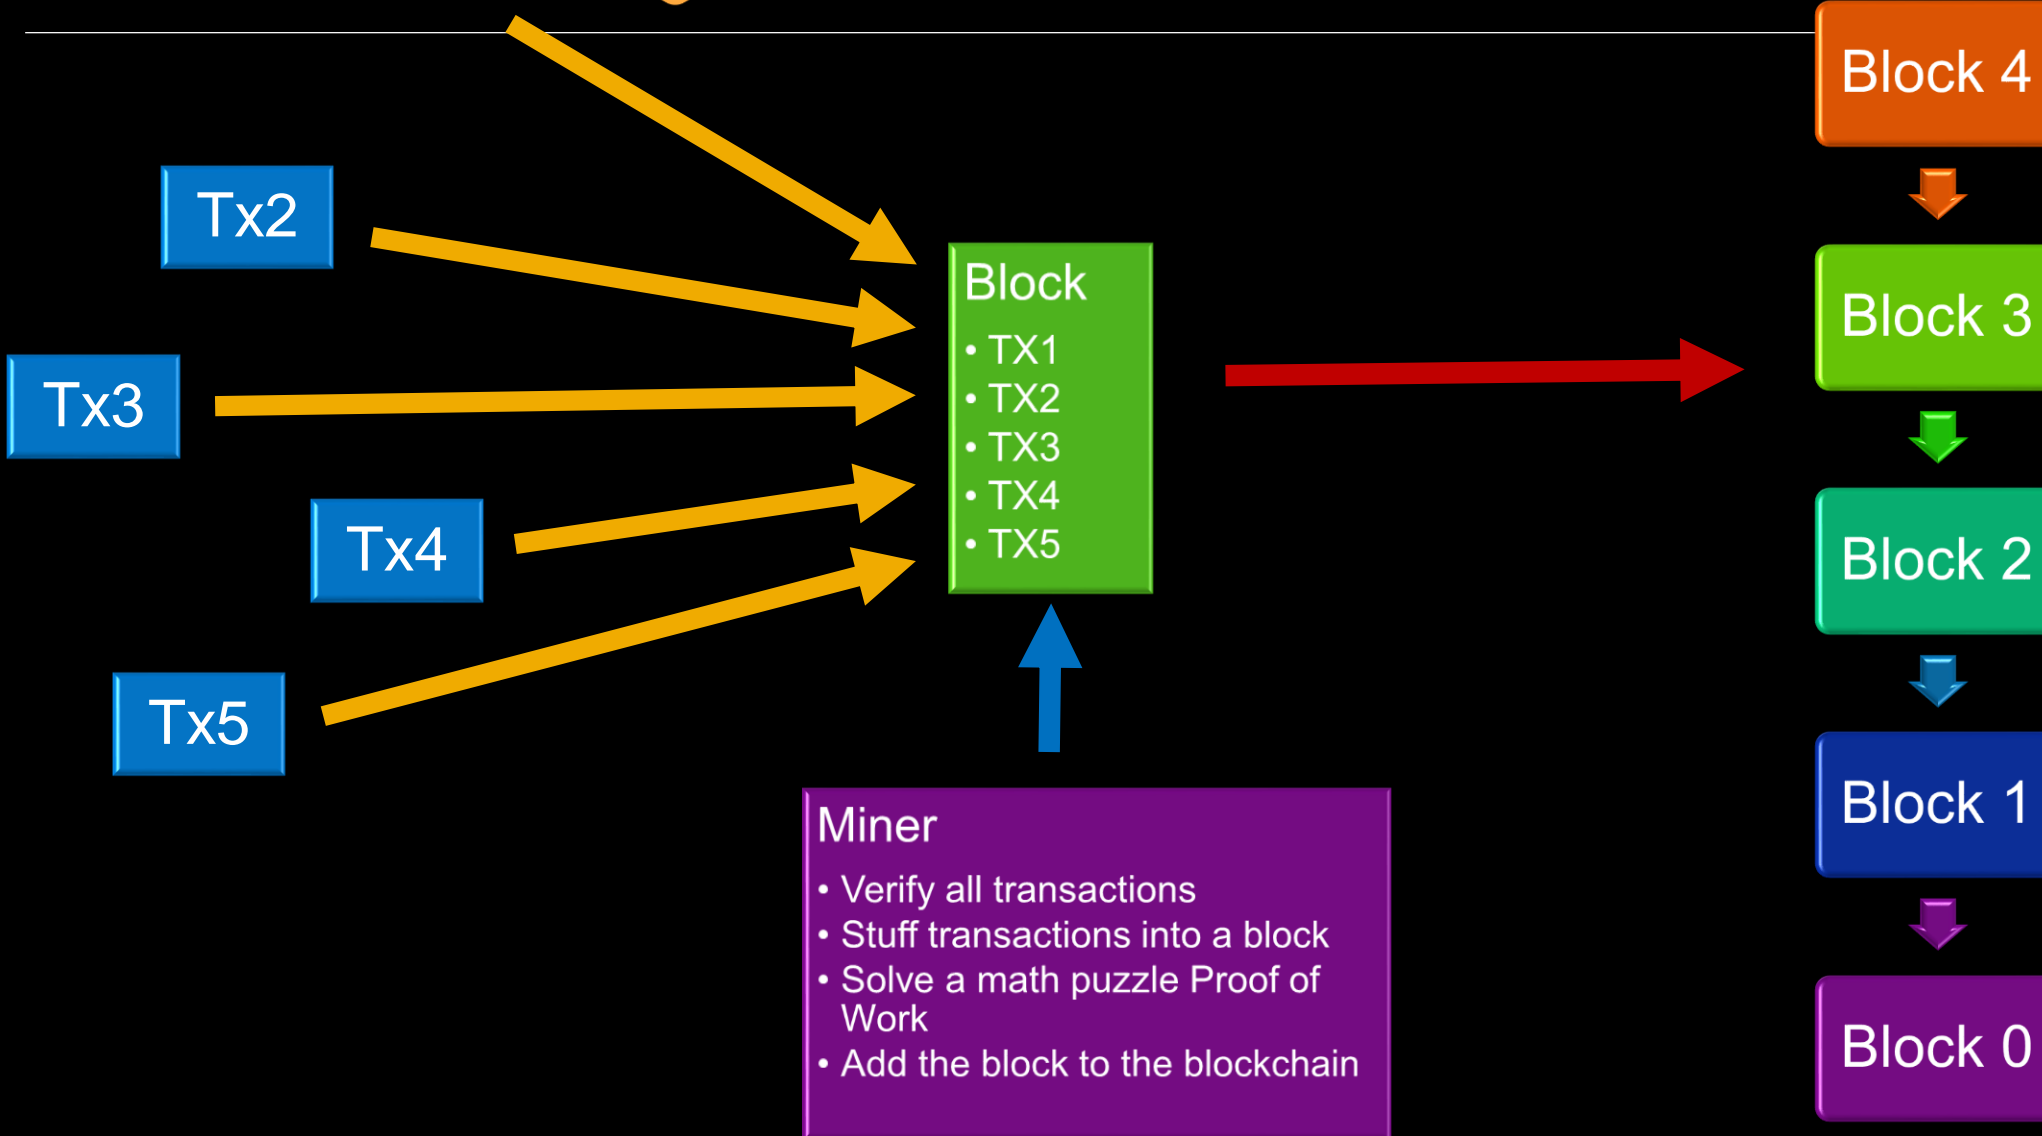 Tx2
Tx3
Tx4
Tx5
Block
• TX1
• TX2
• TX3
• TX4
• TX5
Miner
• Verify all transactions
• Stuff transactions into a block
• Solve a math puzzle Proof of
Work
• Add the block to the blockchain
Block 4
Block 3
Block 2
Block 1
Block 0